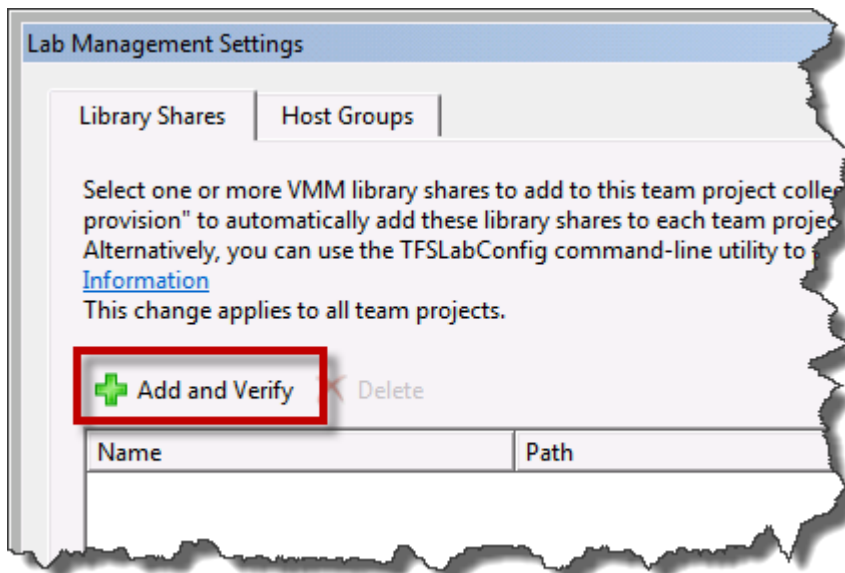 Lab Management Settings
Library Shares
Host Groups
Select one or more VMM library shares to add to this team project
provision" to automatically add these library shares to each team
Alternatively, you can use the TFSLabConfig command-line utility to
Information
This change applies to all team projects.
Add and Verify
Delete
Name
Path